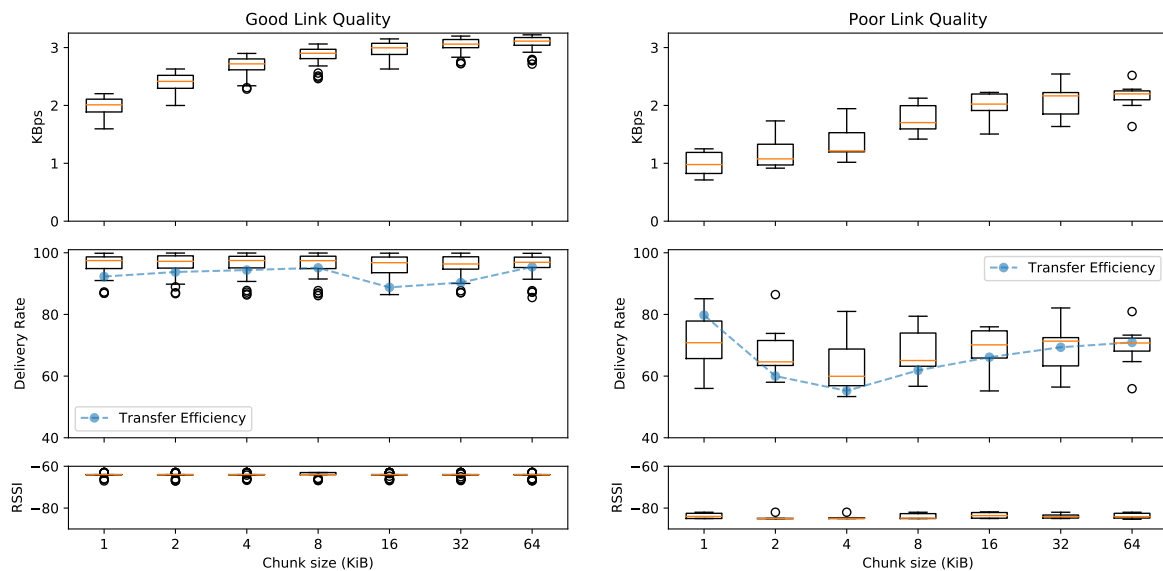 Good Link Quality
KBps
3
2
1
0
Delivery Rate
100
80
60
40
Transfer Efficiency
RSSI
−60
−80
1 2 4 8 16 32 64
Chunk size (KiB)
Poor Link Quality
KBps
3
2
1
0
Delivery Rate
100
80
60
40
Transfer Efficiency
RSSI
−60
−80
1 2 4 8 16 32 64
Chunk size (KiB)